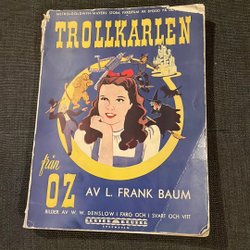 TROLLKARLEN
från
OZ
AV L. FRANK BAUM
BILDER AV W. W. DENSLOW I FÄRG OCH I SVART OCH VITT